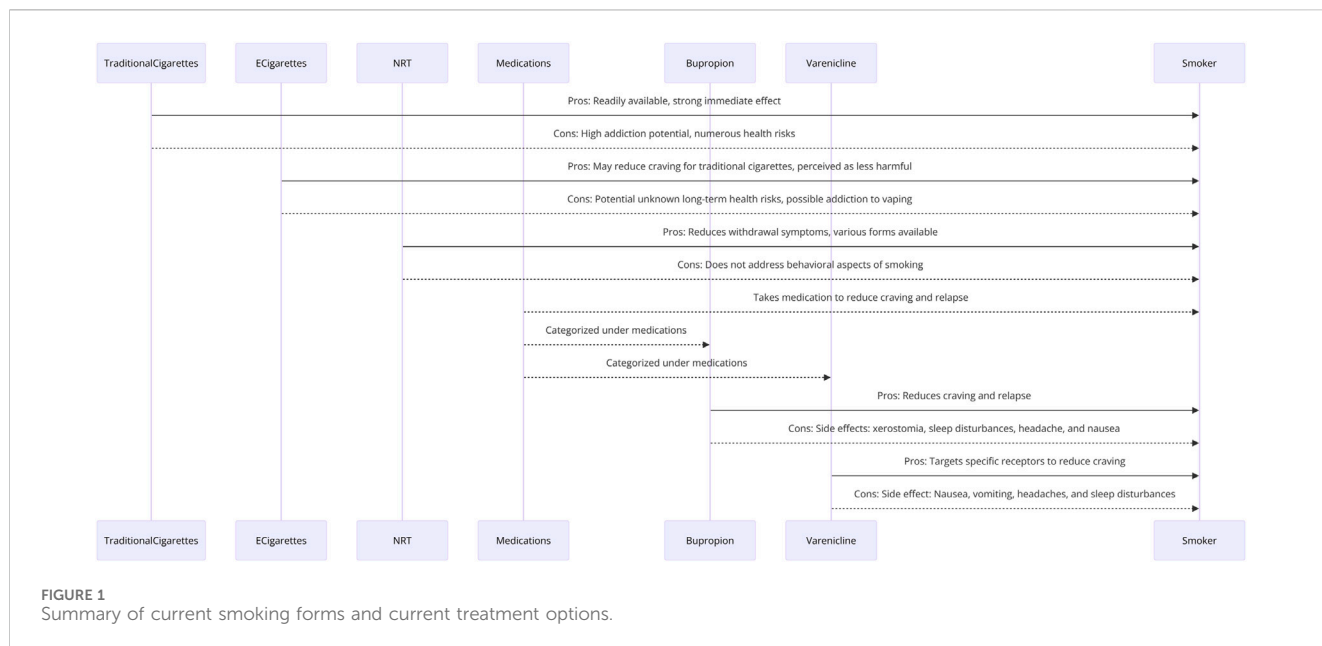 TraditionalCigarettes
ECigarettes
NRT
Medications
Bupropion
Varenicline
Smoker
Pros: Readily available, strong immediate effect
Cons: High addiction potential, numerous health risks
Pros: May reduce craving for traditional cigarettes, perceived as less harmful
Cons: Potential unknown long-term health risks, possible addiction to vaping
Pros: Reduces withdrawal symptoms, various forms available
Cons: Does not address behavioral aspects of smoking
Takes medication to reduce craving and relapse
Categorized under medications
Categorized under medications
Pros: Reduces craving and relapse
Cons: Side effects: xerostomia, sleep disturbances, headache, and nausea
Pros: Targets specific receptors to reduce craving
Cons: Side effect: Nausea, vomiting, headaches, and sleep disturbances
TraditionalCigarettes
ECigarettes
NRT
Medications
Bupropion
Varenicline
Smoker
FIGURE 1
Summary of current smoking forms and current treatment options.